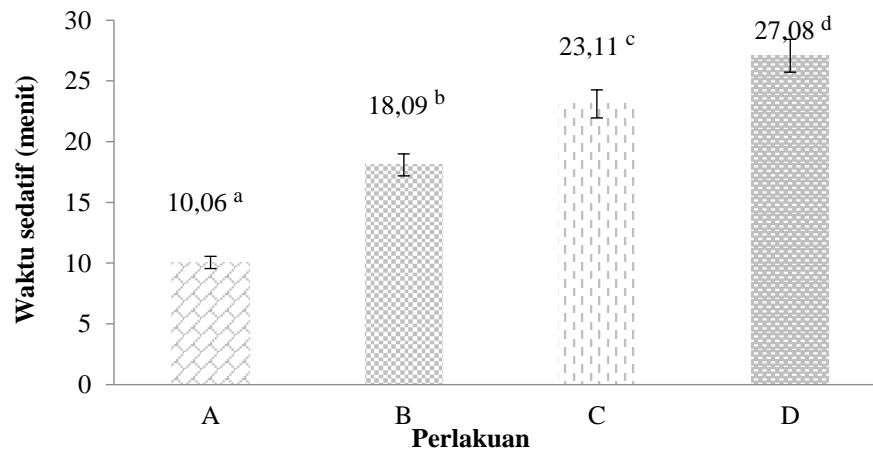 Waktu sedatif (menit)
30
25
20
15
10
5
0
10,06 a
18,09 b
23,11 c
27,08 d
A B C D
Perlakuan